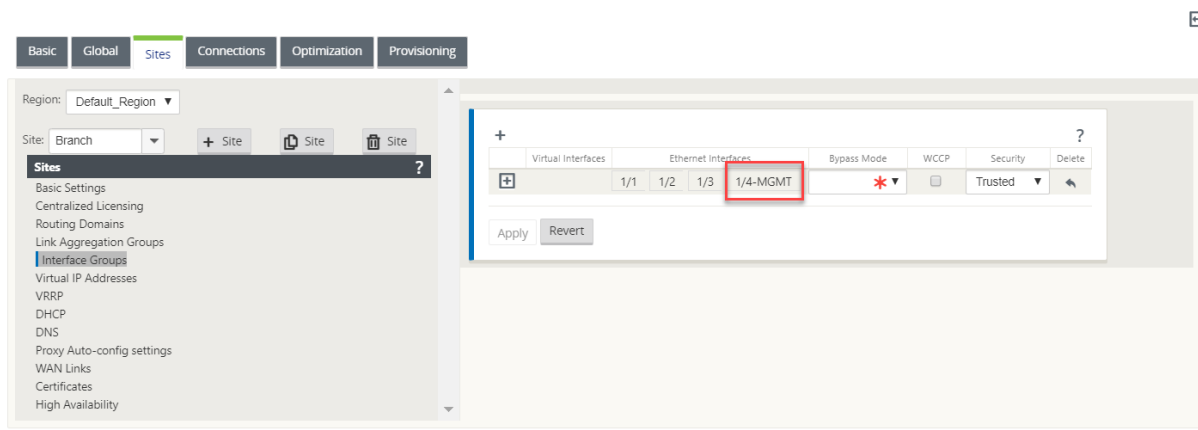 Basic Global Sites Connections Optimization Provisioning
Region: Default_Region
Site: Branch + Site Site Site
Sites ?
Basic Settings
Centralized Licensing
Routing Domains
Link Aggregation Groups
Interface Groups
Virtual IP Addresses
VRRP
DHCP
DNS
Proxy Auto-config settings
WAN Links
Certificates
High Availability
+ ?
Virtual Interfaces Ethernet Interfaces Bypass Mode WCCP Security Delete
1/1 1/2 1/3 1/4-MGMT Trusted
Apply Revert